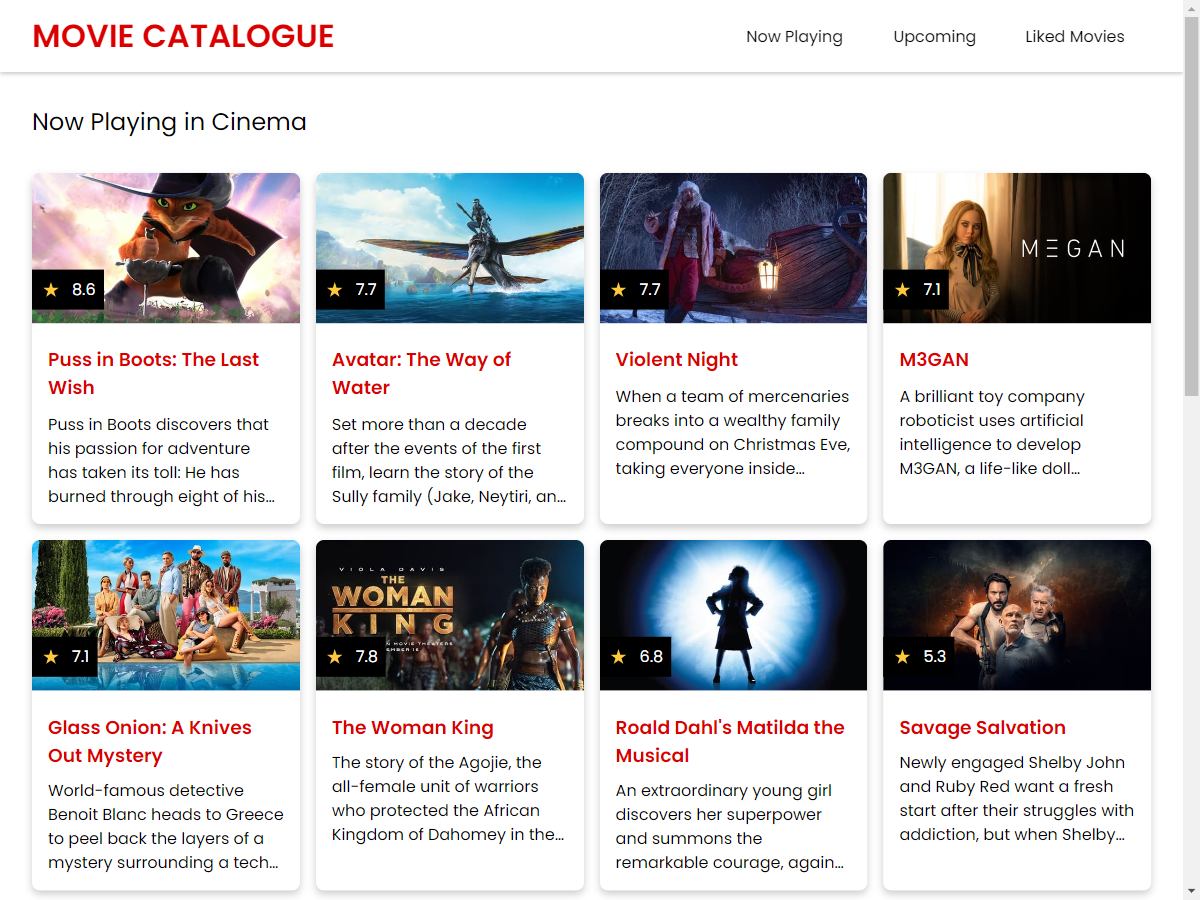 MOVIE CATALOGUE
Now Playing
Upcoming
Liked Movies
Now Playing in Cinema
8.6
Puss in Boots: The Last
Wish
Puss in Boots discovers that
his passion for adventure
has taken its toll: He has
burned through eight of his...
7.7
Avatar: The Way of
Water
Set more than a decade
after the events of the first
film, learn the story of the
Sully family (Jake, Neytiri, an...
7.7
Violent Night
When a team of mercenaries
breaks into a wealthy family
compound on Christmas Eve,
taking everyone inside...
M3GAN
7.1
M3GAN
A brilliant toy company
roboticist uses artificial
intelligence to develop
M3GAN, a life-like doll...
7.1
Glass Onion: A Knives
Out Mystery
World-famous detective
Benoit Blanc heads to Greece
to peel back the layers of a
mystery surrounding a tech...
VIOLA DAVIS
THE
WOMAN
KING
N MOVIE THEATERS
EMBER 16
7.8
The Woman King
The story of the Agojie, the
all-female unit of warriors
who protected the African
Kingdom of Dahomey in the...
6.8
Roald Dahl's Matilda the
Musical
An extraordinary young girl
discovers her superpower
and summons the
remarkable courage, again...
5.3
Savage Salvation
Newly engaged Shelby John
and Ruby Red want a fresh
start after their struggles with
addiction, but when Shelby...